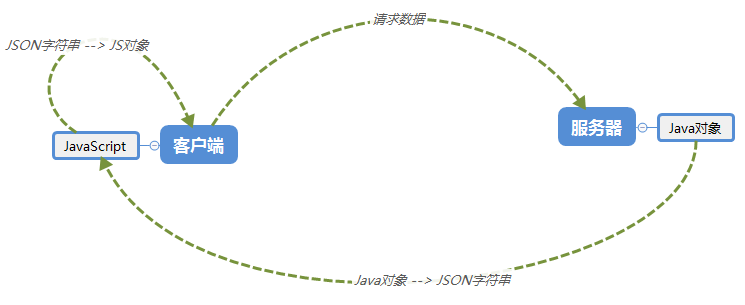 请求数据
JSON字符串 --> JS对象
服务器
Java对象
JavaScript
客户端
Java对象 --> JSON字符串